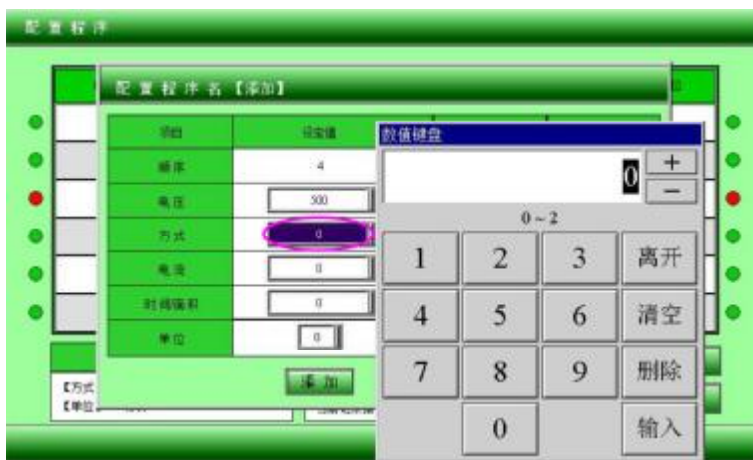 配置程序
配置程序名【添加】
项目 设定值
顺序 4
电压 500
方式 0
电流 0
时间/面积 0
单位 0
添加
【方式
【单位】
数值键盘
0 +
−
0 ~ 2
1 2 3 离开
4 5 6 清空
7 8 9 删除
0 输入